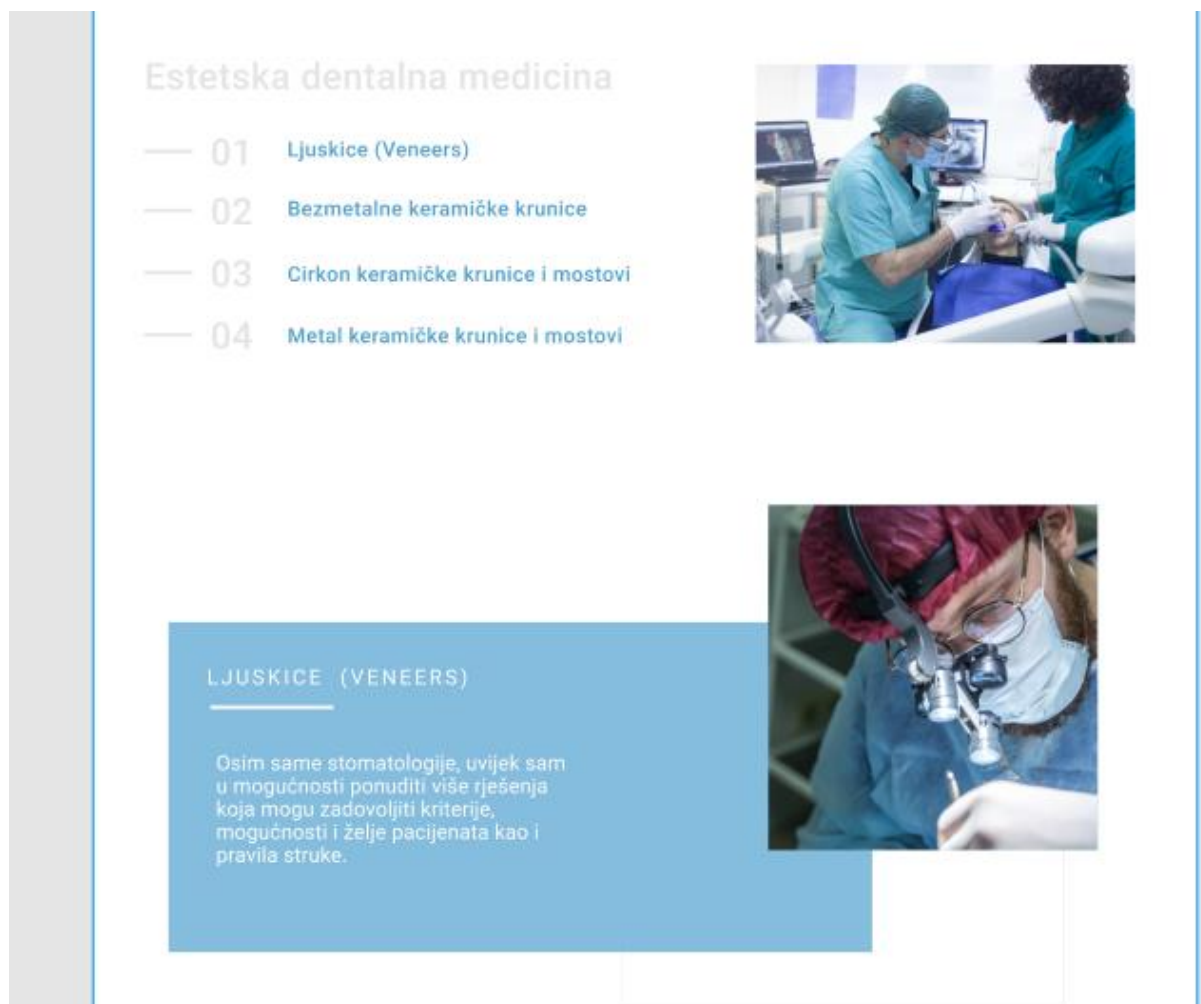 Estetska dentalna medicina
01 Ljuskice (Veneers)
02 Bezmetalne keramičke krunice
03 Cirkon keramičke krunice i mostovi
04 Metal keramičke krunice i mostovi
LJUSKICE (VENEERS)
Osim same stomatologije, uvijek sam
u mogućnosti ponuditi više rješenja
koja mogu zadovoljiti kriterije,
mogućnosti i želje pacijenata kao i
pravila struke.